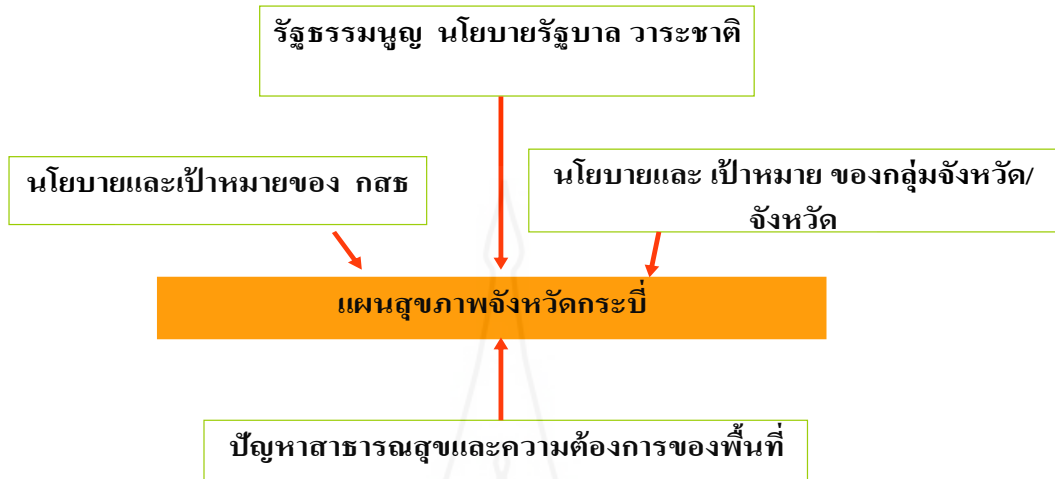 รัฐธรรมนูญ นโยบายรัฐบาล วาระชาติ
นโยบายและเป้าหมายของ กสธ
นโยบายและ เป้าหมาย ของกลุ่มจังหวัด/
จังหวัด
แผนสุขภาพจังหวัดกระบี่
ปัญหาสาธารณสุขและความต้องการของพื้นที่